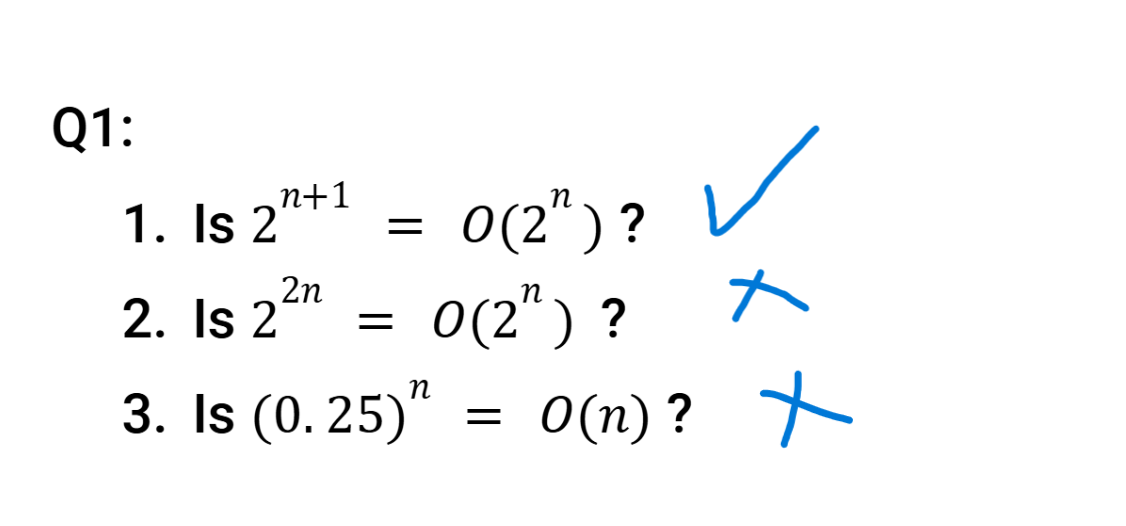 Q1:
1. Is 2^{n+1} = O(2^n) ?
2. Is 2^{2n} = O(2^n) ?
3. Is (0.25)^n = O(n) ?